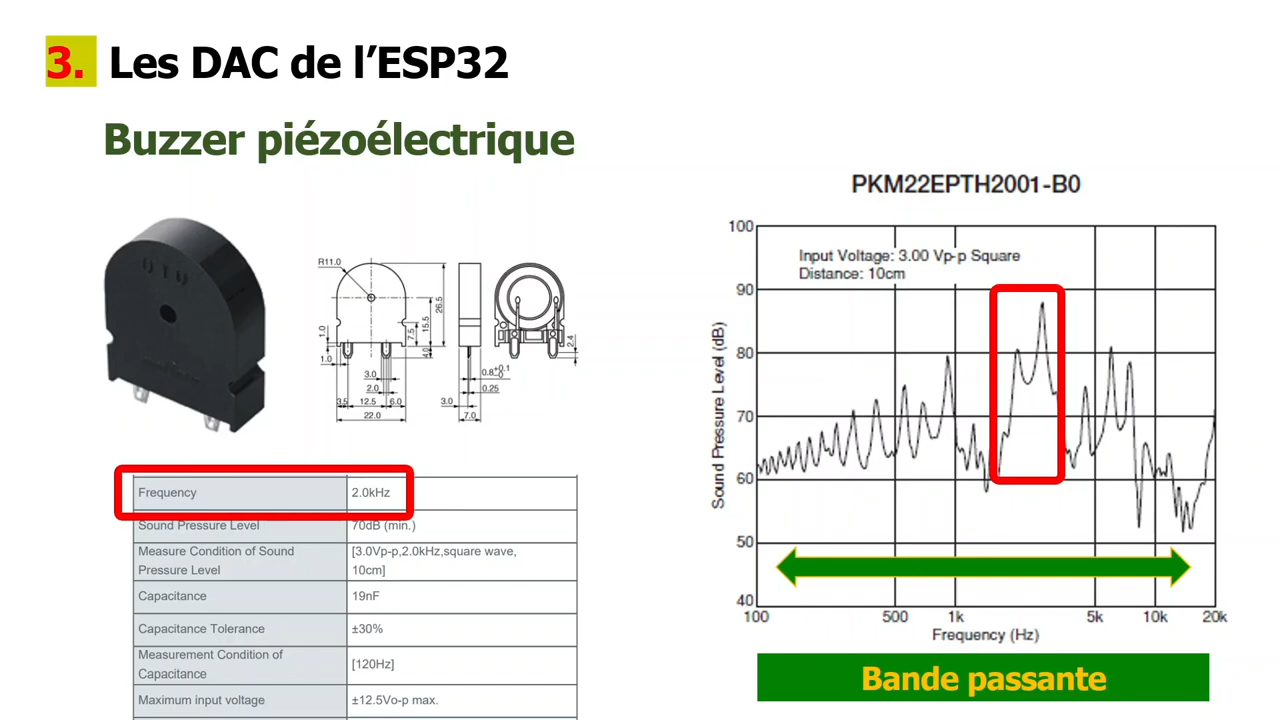 3. Les DAC de l’ESP32
Buzzer piézoélectrique
R11.0
1.0
1.0
26.5
15.5
7.5
4.0
3.0
2.0
3.5 12.5 6.0
22.0
0.8+0.1-0
0.25
3.0
7.0
2.4
Frequency 2.0kHz
Sound Pressure Level 70dB (min.)
Measure Condition of Sound [3.0Vp-p,2.0kHz,square wave,
Pressure Level 10cm]
Capacitance 19nF
Capacitance Tolerance ±30%
Measurement Condition of [120Hz]
Capacitance
Maximum input voltage ±12.5Vo-p max.
PKM22EPTH2001-B0
Input Voltage: 3.00 Vp-p Square
Distance: 10cm
Sound Pressure Level (dB)
100
90
80
70
60
50
40
100 500 1k 5k 10k 20k
Frequency (Hz)
Bande passante